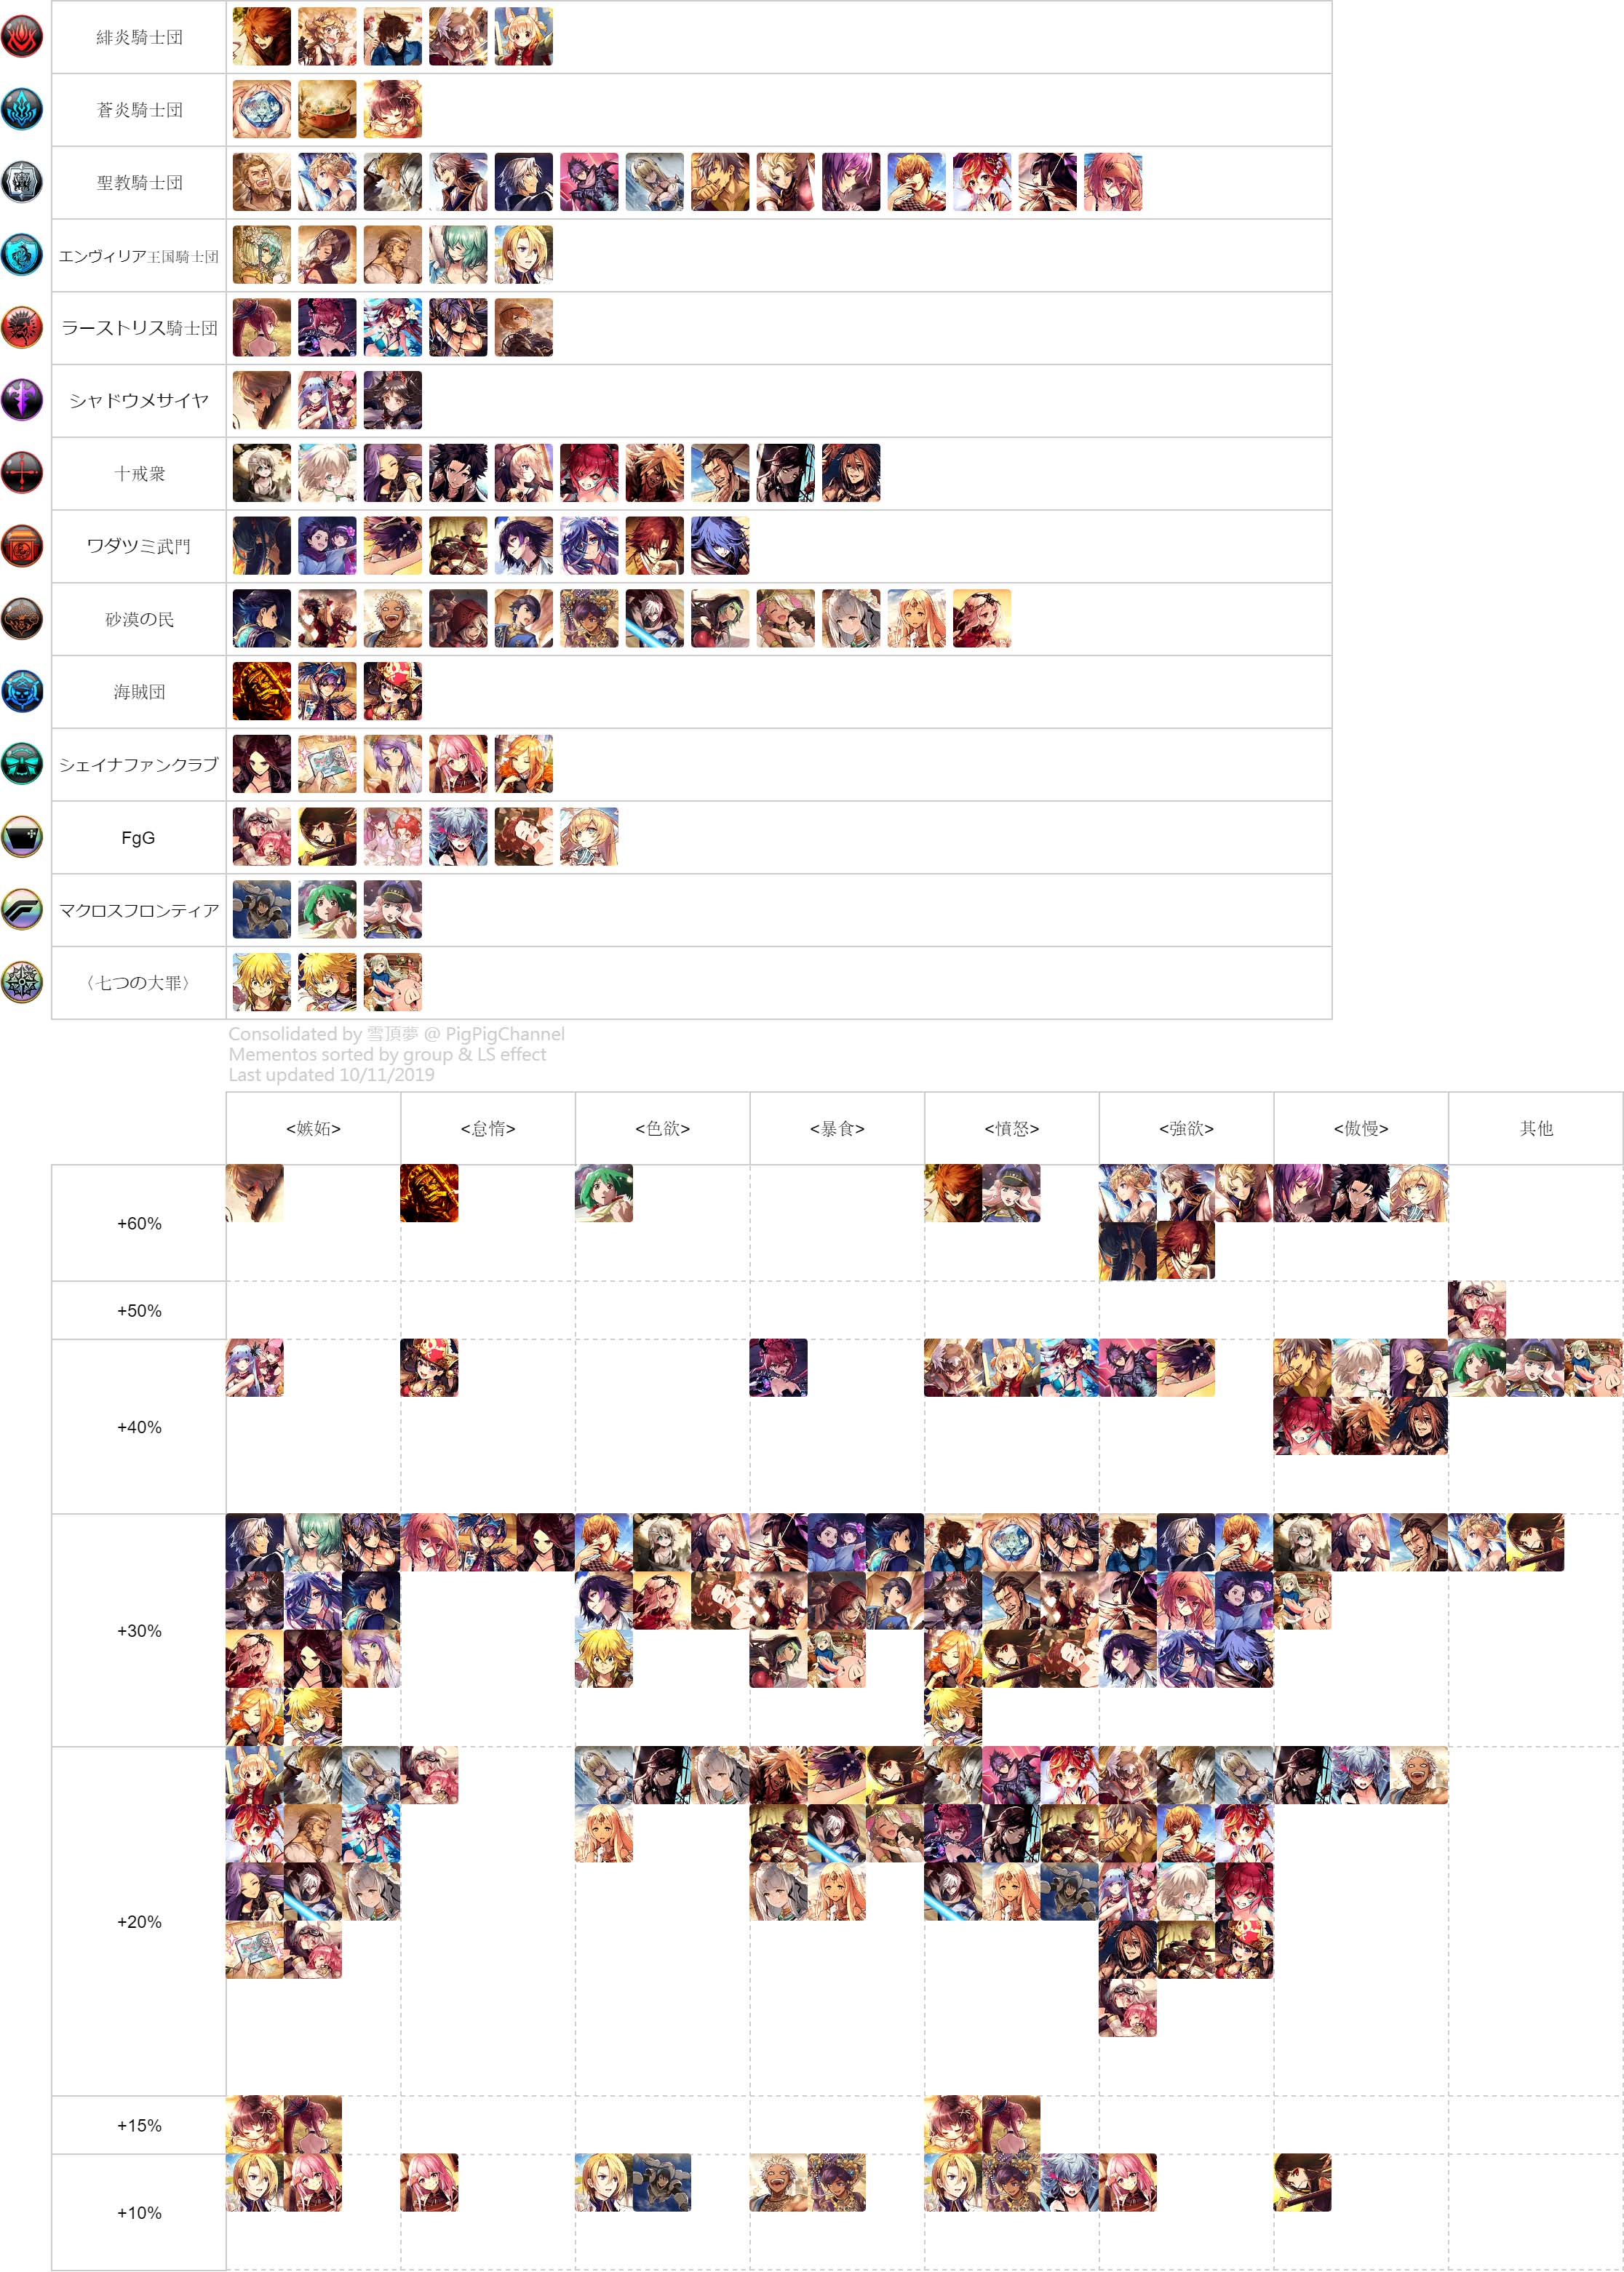 緋炎騎士団
蒼炎騎士団
聖教騎士団
エンヴィリア王国騎士団
ラーストリス騎士団
シャドウメサイヤ
十戒衆
ワダツミ武門
砂漠の民
海賊団
シェイナファンクラブ
FgG
マクロスフロンティア
〈七つの大罪〉
Consolidated by 雪頂夢 @ PigPigChannel
Mementos sorted by group & LS effect
Last updated 10/11/2019
<嫉妬> <怠惰> <色欲> <暴食> <憤怒> <強欲> <傲慢> 其他
+60%
+50%
+40%
+30%
+20%
+15%
+10%